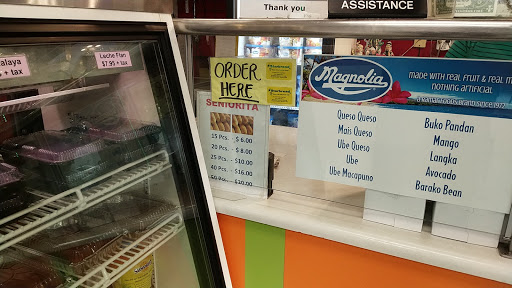 Thank you
ASSISTANCE
alaya
+ tax
Leche Flan
$7.95 + tax
ORDER
HERE
SENIORITA
15 Pcs. - $ 6.00
20 Pcs. - $ 8.00
25 Pcs. - $10.00
40 Pcs. - $16.00
50 Pcs. - $20.00
Magnolia
MADE WITH REAL FRUIT & REAL M
NOTHING ARTIFICIAL
Queso Queso
Mais Queso
Ube Queso
Ube
Ube Macapuno
Buko Pandan
Mango
Langka
Avocado
Barako Bean